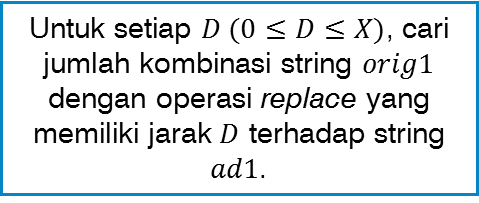 Untuk setiap D (0 ≤ D ≤ X), cari
jumlah kombinasi string orig1
dengan operasi replace yang
memiliki jarak D terhadap string
ad1.